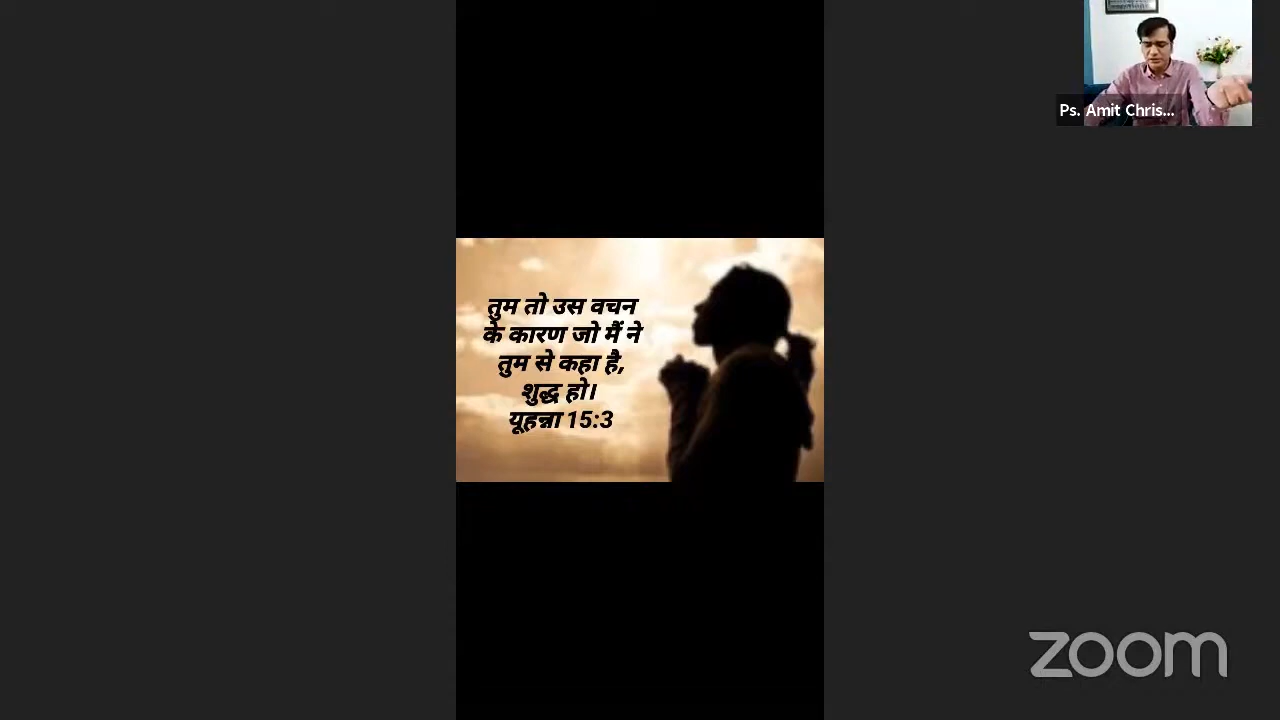 Ps. Amit Chris...
तुम तो उस वचन
के कारण जो मैं ने
तुम से कहा है,
शुद्ध हो।
यूहन्ना 15:3
zoom